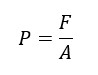 P = F/A